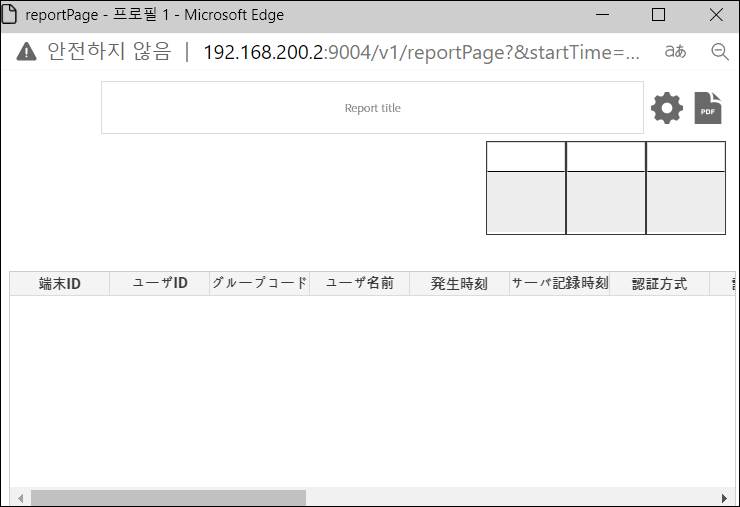 reportPage - 프로필 1 - Microsoft Edge
안전하지 않음 | 192.168.200.2:9004/v1/reportPage?&startTime=... aあ
Report title
PDF
端末ID ユーザID グループコード ユーザ名前 発生時刻 サーバ記録時刻 認証方式